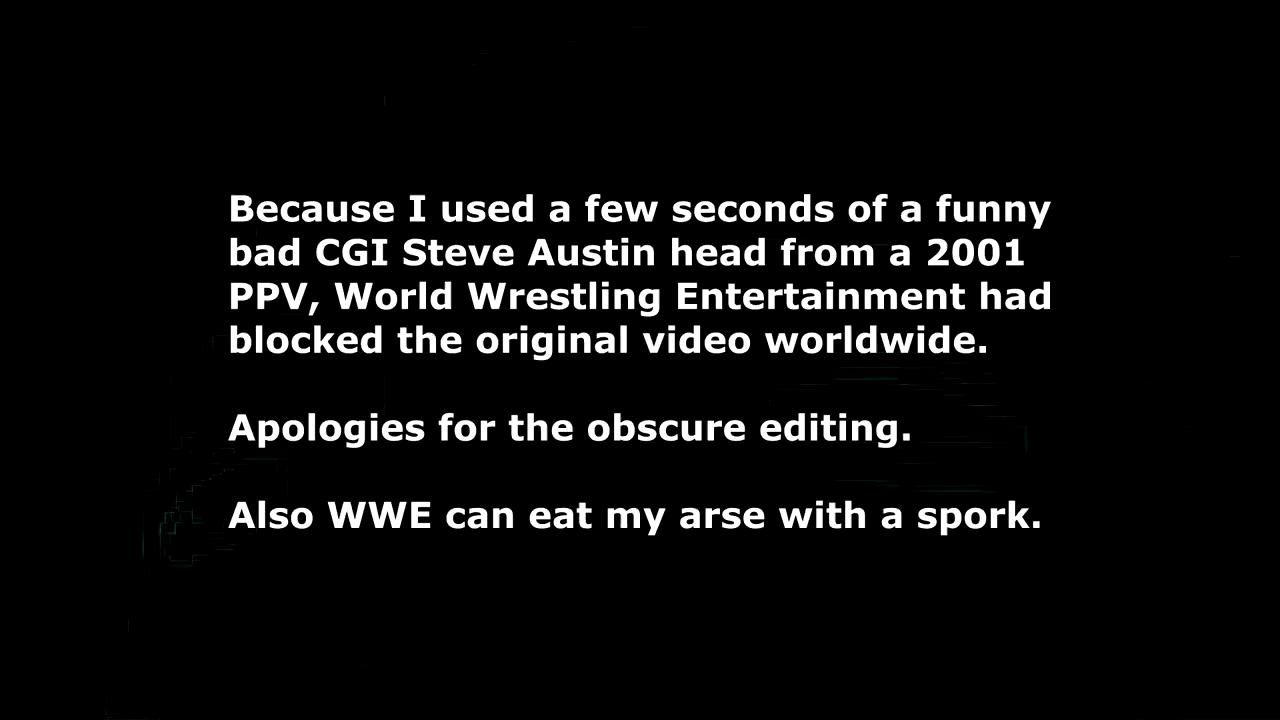 Because I used a few seconds of a funny
bad CGI Steve Austin head from a 2001
PPV, World Wrestling Entertainment had
blocked the original video worldwide.
Apologies for the obscure editing.
Also WWE can eat my arse with a spork.